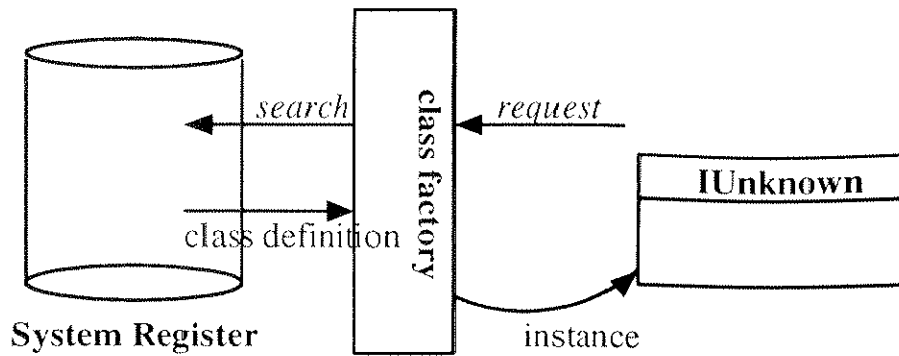 search
class factory
request
IUnknown
class definition
System Register
instance